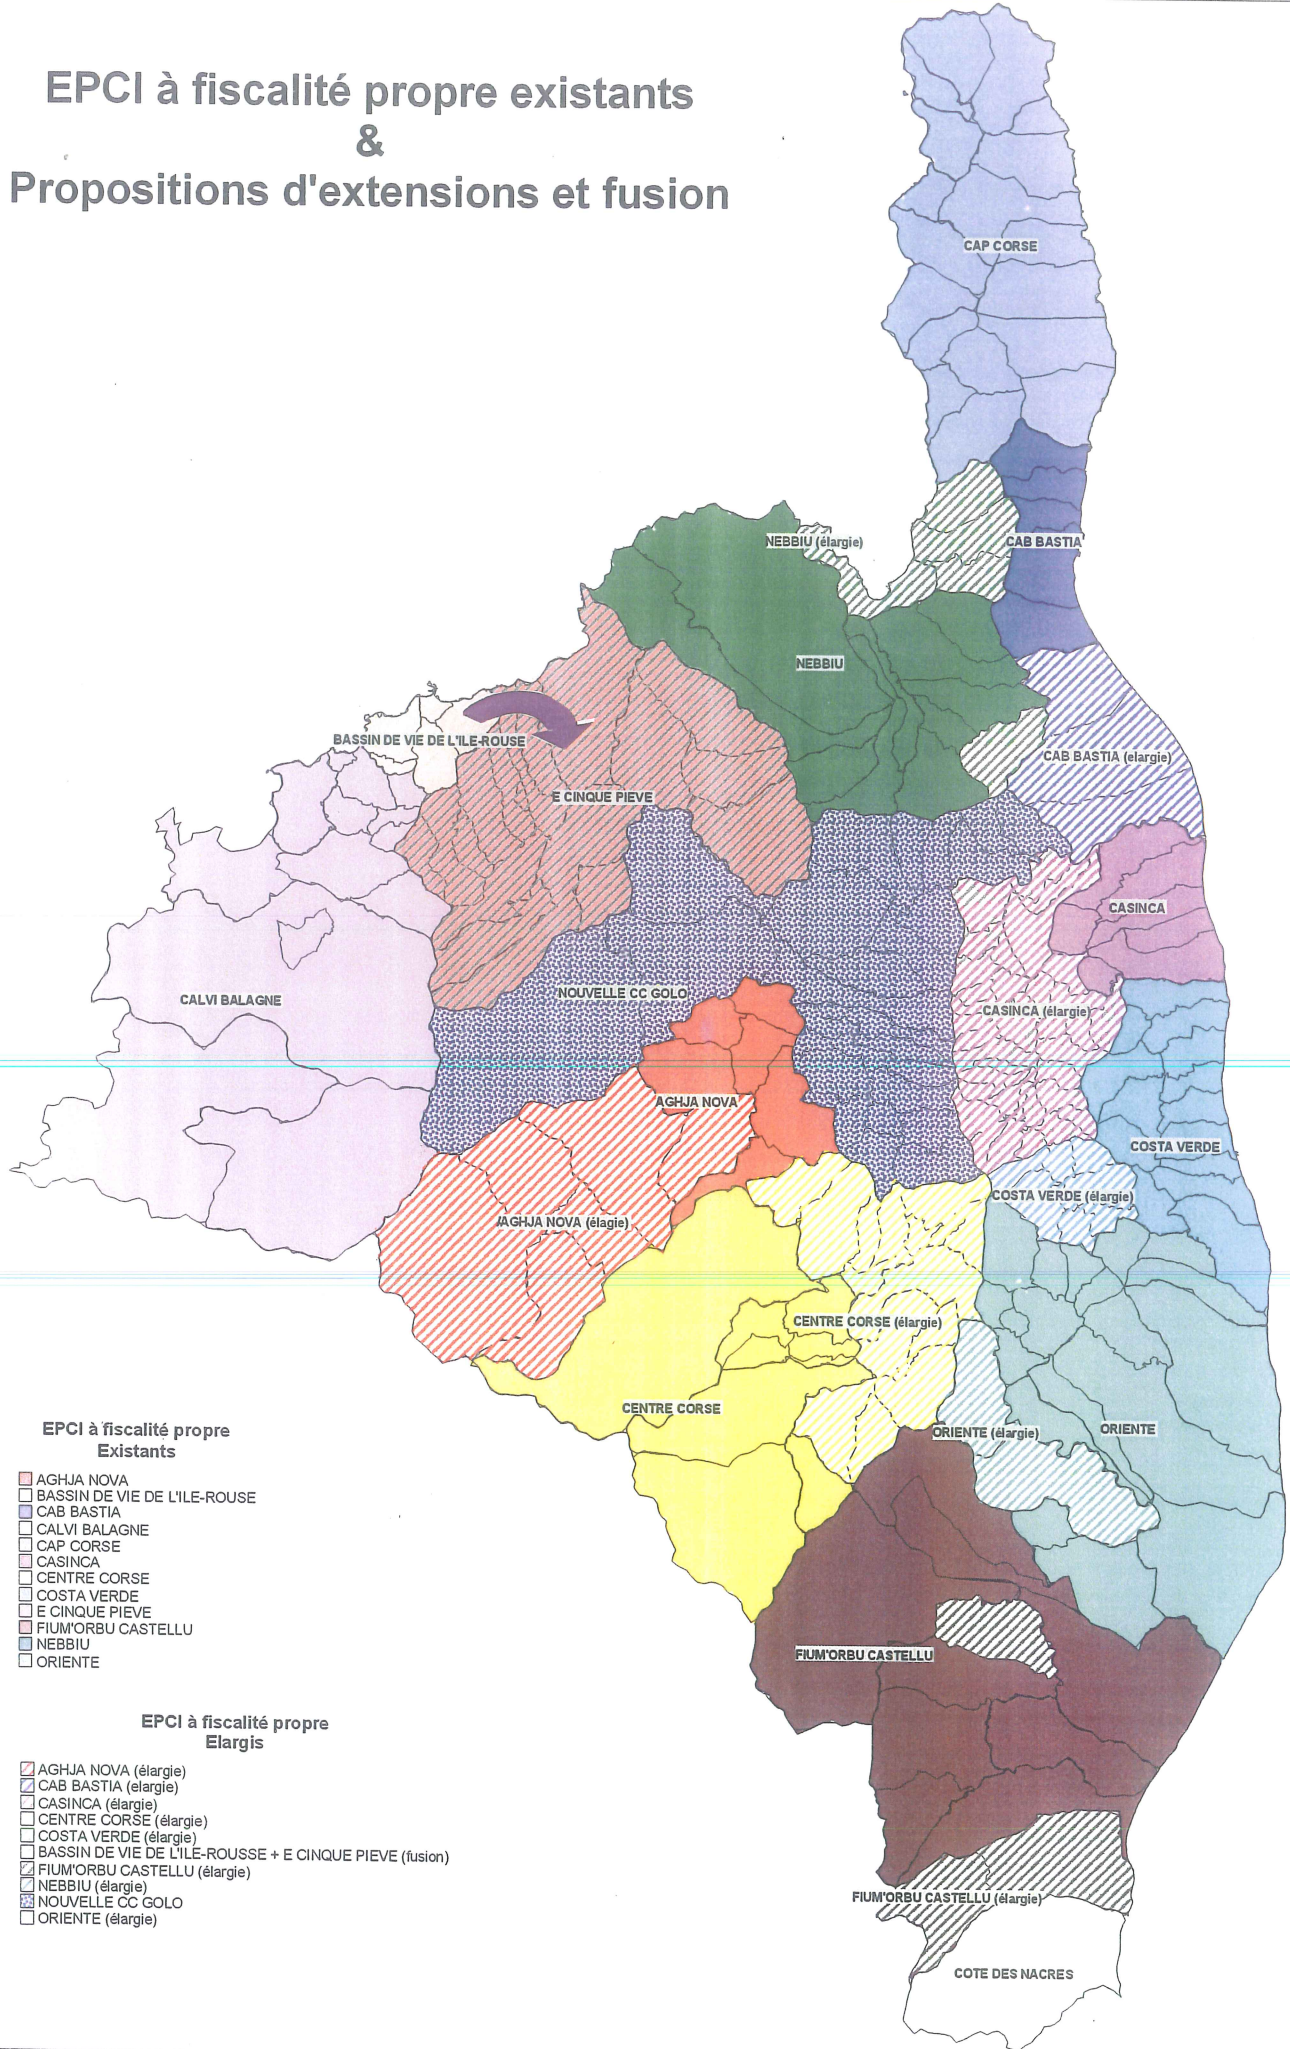 EPCI à fiscalité propre existants
&
Propositions d'extensions et fusion
CAP CORSE
NEBBIU (élargie)
CAB BASTIA
NEBBIU
BASSIN DE VIE DE L'ILE-ROUSE
CAB BASTIA (elargie)
E CINQUE PIEVE
CASINCA
CALVI BALAGNE
NOUVELLE CC GOLO
CASINCA (élargie)
AGHJA NOVA
COSTA VERDE
COSTA VERDE (élargie)
AGHJA NOVA (élagie)
CENTRE CORSE (élargie)
CENTRE CORSE
ORIENTE (élargie)
ORIENTE
FIUM'ORBU CASTELLU
FIUM'ORBU CASTELLU (élargie)
COTE DES NACRES
EPCI à fiscalité propre
Existants
AGHJA NOVA
BASSIN DE VIE DE L'ILE-ROUSE
CAB BASTIA
CALVI BALAGNE
CAP CORSE
CASINCA
CENTRE CORSE
COSTA VERDE
E CINQUE PIEVE
FIUM'ORBU CASTELLU
NEBBIU
ORIENTE
EPCI à fiscalité propre
Elargis
AGHJA NOVA (élargie)
CAB BASTIA (elargie)
CASINCA (élargie)
CENTRE CORSE (élargie)
COSTA VERDE (élargie)
BASSIN DE VIE DE L'ILE-ROUSSE + E CINQUE PIEVE (fusion)
FIUM'ORBU CASTELLU (élargie)
NEBBIU (élargie)
NOUVELLE CC GOLO
ORIENTE (élargie)